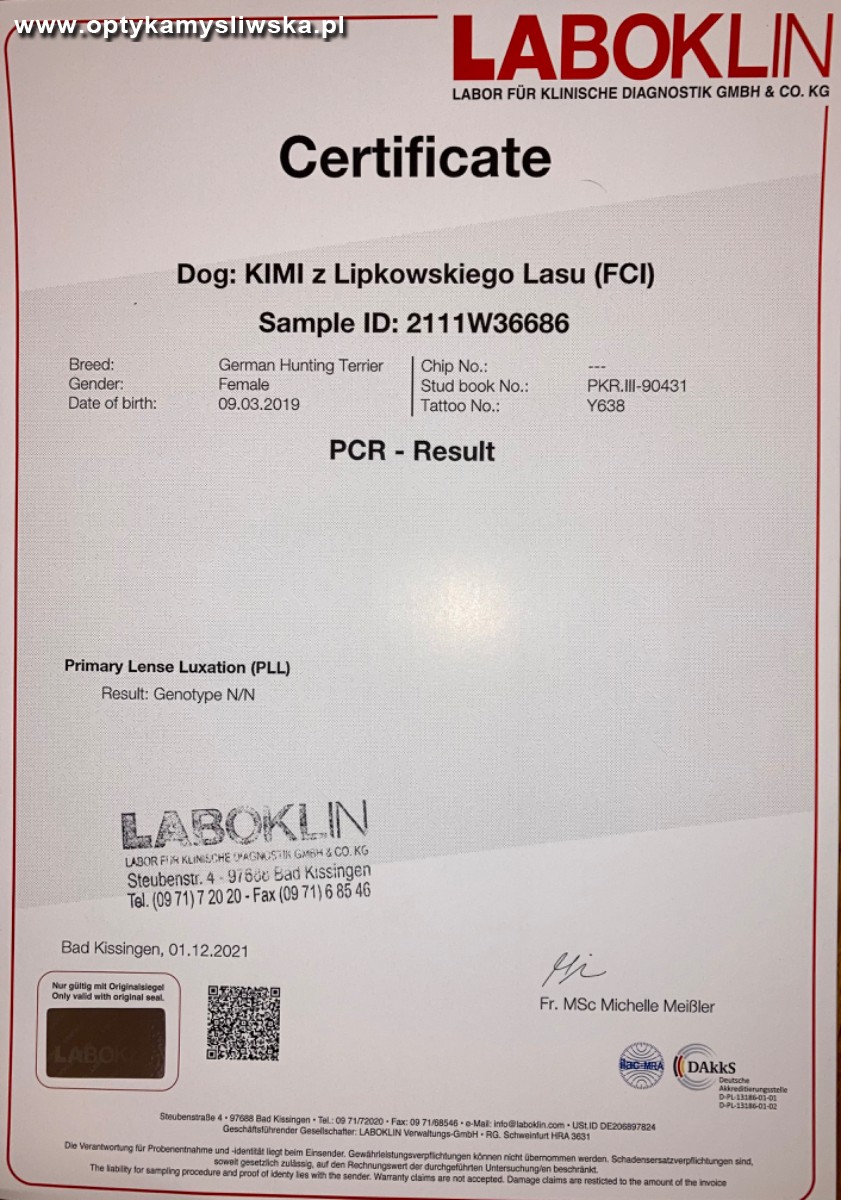 www.optykamysliwska.pl
LABOKLIN
LABOR FÜR KLINISCHE DIAGNOSTIK GMBH & CO. KG
Certificate
Dog: KIMI z Lipkowskiego Lasu (FCI)
Sample ID: 2111W36686
Breed: German Hunting Terrier
Gender: Female
Date of birth: 09.03.2019
Chip No.: ---
Stud book No.: PKR.III-90431
Tattoo No.: Y638
PCR - Result
Primary Lense Luxation (PLL)
Result: Genotype N/N
LABOKLIN
LABOR FÜR KLINISCHE DIAGNOSTIK GMBH & CO. KG
Steubenstr. 4 - 97688 Bad Kissingen
Tel. (09 71) 7 20 20 - Fax (09 71) 6 85 46
Bad Kissingen, 01.12.2021
Nur gültig mit Originalsiegel
Only valid with original seal.
LABOK
Fr. MSc Michelle Meißler
ilac-MRA
DAkkS
Deutsche
Akkreditierungsstelle
D-PL-13186-01-01
D-PL-13186-01-02
Steubenstraße 4 • 97688 Bad Kissingen • Tel.: 09 71/72020 • Fax: 09 71/68546 • e-Mail: info@laboklin.com • USt.ID DE206897824
Geschäftsführender Gesellschafter: LABOKLIN Verwaltungs-GmbH • RG. Schweinfurt HRA 3631
Die Verantwortung für Probenentnahme und -identität liegt beim Einsender. Gewährleistungsverpflichtungen können nicht übernommen werden. Schadensersatzverpflichtungen sind,
soweit gesetzlich zulässig, auf den Rechnungswert der durchgeführten Untersuchung/en beschränkt.
The liability for sampling procedure and proof of identy lies with the sender. Warranty claims are not accepted. Damage claims are resticted to the amount of the invoice